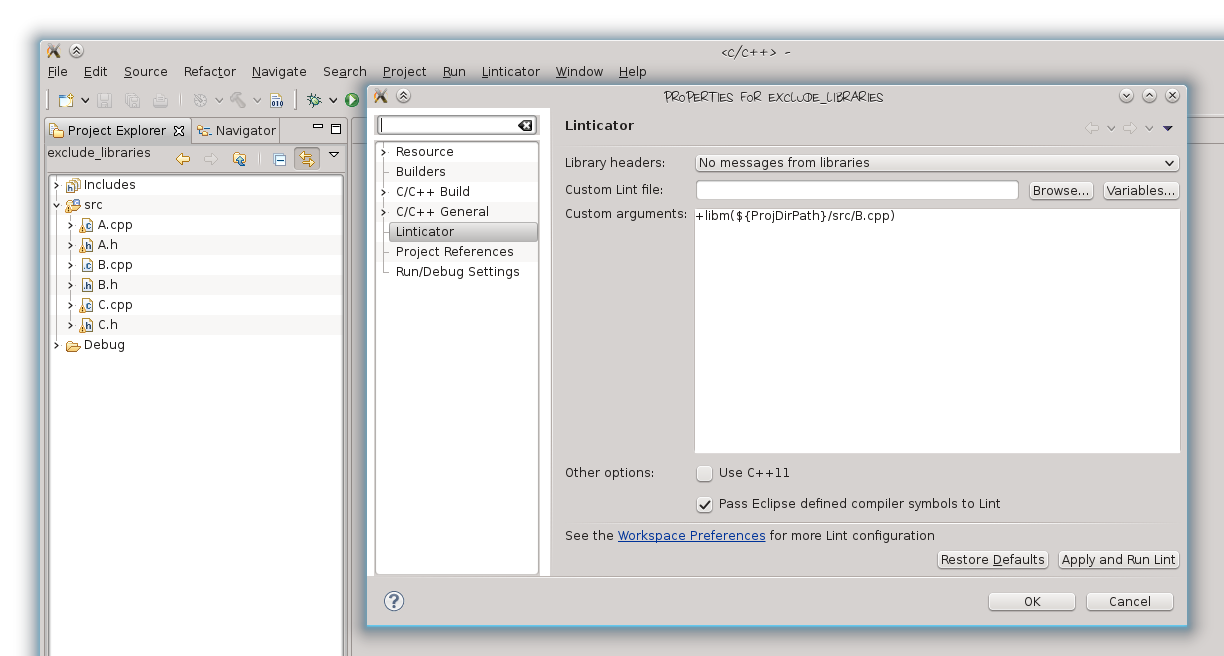 <c/c++> -
File Edit Source Refactor Navigate Search Project Run Linticator Window Help
010
Project Explorer Navigator
exclude_libraries
Includes
src
A.cpp
A.h
B.cpp
B.h
C.cpp
C.h
Debug
Properties for exclude_libraries
Resource
Builders
C/C++ Build
C/C++ General
Linticator
Project References
Run/Debug Settings
Linticator
Library headers: No messages from libraries
Custom Lint file: Browse... Variables...
Custom arguments: +libm(${ProjDirPath}/src/B.cpp)
Other options: Use C++11
Pass Eclipse defined compiler symbols to Lint
See the Workspace Preferences for more Lint configuration
Restore Defaults Apply and Run Lint
? OK Cancel